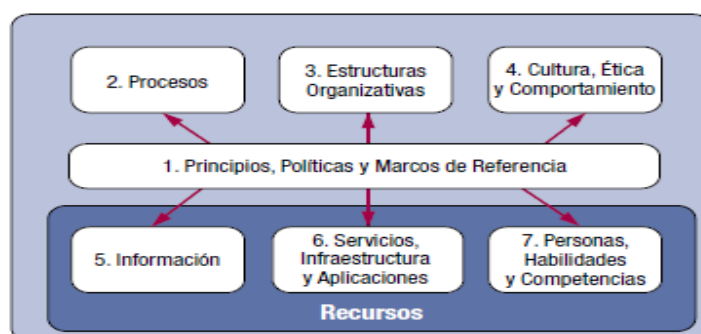 2. Procesos
3. Estructuras
Organizativas
4. Cultura, Ética
y Comportamiento
1. Principios, Políticas y Marcos de Referencia
5. Información
6. Servicios,
Infraestructura
y Aplicaciones
7. Personas,
Habilidades
y Competencias
Recursos